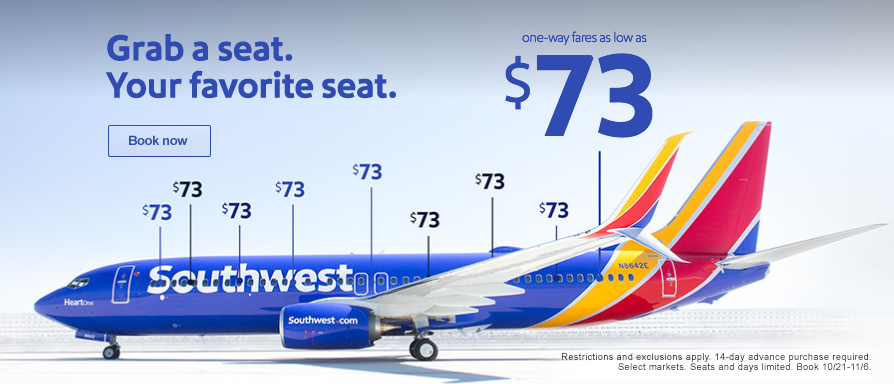 Grab a seat.
Your favorite seat.
one-way fares as low as
$73
Book now
$73
$73
$73
$73
$73
$73
$73
$73
Southwest
HeartOne
N8642E
Southwest.com
Restrictions and exclusions apply. 14-day advance purchase required.
Select markets. Seats and days limited. Book 10/21-11/6.